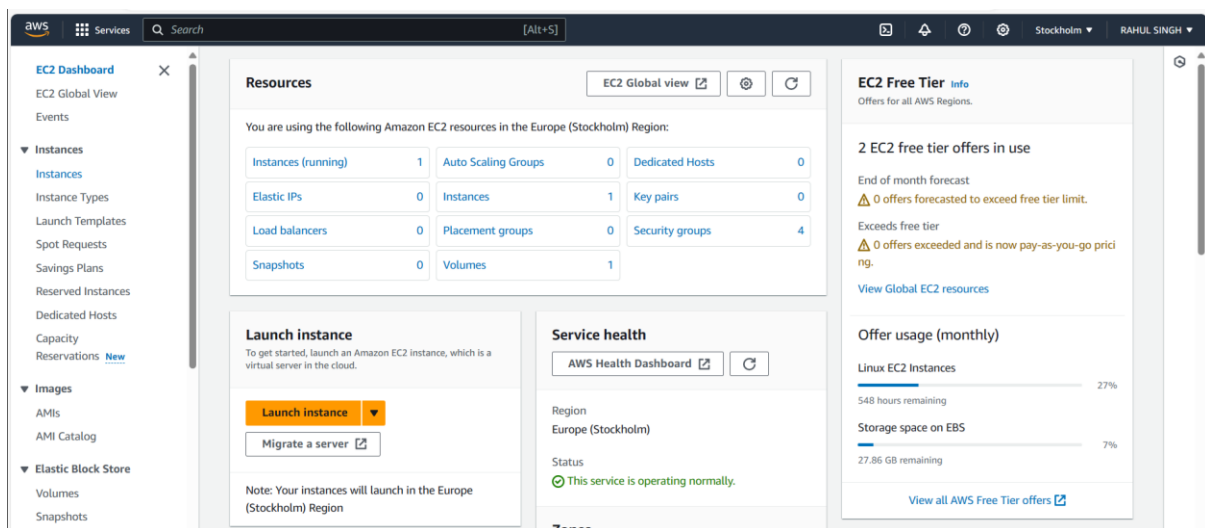 aws
Services
Search
[Alt+S]
Stockholm ▼
RAHUL SINGH ▼
EC2 Dashboard
EC2 Global View
Events
Instances
Instances
Instance Types
Launch Templates
Spot Requests
Savings Plans
Reserved Instances
Dedicated Hosts
Capacity
Reservations New
Images
AMIs
AMI Catalog
Elastic Block Store
Volumes
Snapshots
Resources
EC2 Global view
You are using the following Amazon EC2 resources in the Europe (Stockholm) Region:
Instances (running) 1
Auto Scaling Groups 0
Dedicated Hosts 0
Elastic IPs 0
Instances 1
Key pairs 0
Load balancers 0
Placement groups 0
Security groups 4
Snapshots 0
Volumes 1
Launch instance
To get started, launch an Amazon EC2 instance, which is a
virtual server in the cloud.
Launch instance
Migrate a server
Note: Your instances will launch in the Europe
(Stockholm) Region
Service health
AWS Health Dashboard
Region
Europe (Stockholm)
Status
This service is operating normally.
Zones
EC2 Free Tier Info
Offers for all AWS Regions.
2 EC2 free tier offers in use
End of month forecast
0 offers forecasted to exceed free tier limit.
Exceeds free tier
0 offers exceeded and is now pay-as-you-go prici
ng.
View Global EC2 resources
Offer usage (monthly)
Linux EC2 Instances
27%
548 hours remaining
Storage space on EBS
7%
27.86 GB remaining
View all AWS Free Tier offers